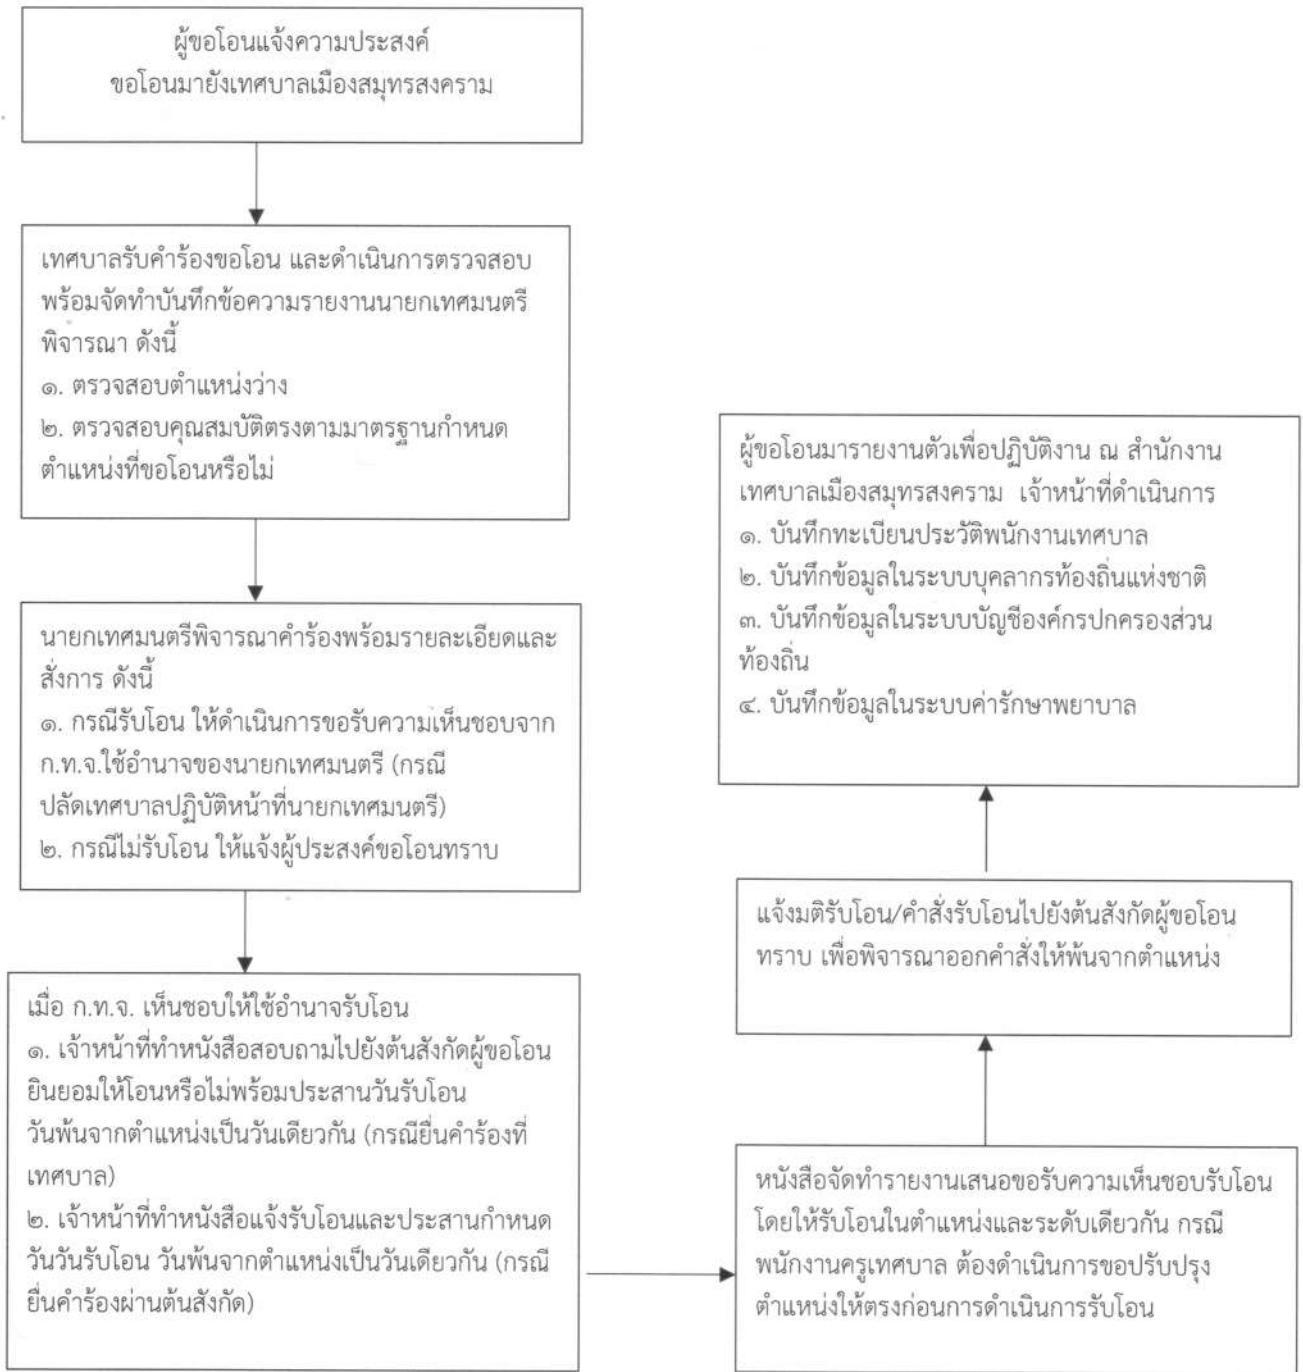 ผู้ขอโอนแจ้งความประสงค์
ขอโอนมายังเทศบาลเมืองสมุทรสงคราม
เทศบาลรับคำร้องขอโอน และดำเนินการตรวจสอบ
พร้อมจัดทำบันทึกข้อความรายงานนายกเทศมนตรี
พิจารณา ดังนี้
๑. ตรวจสอบตำแหน่งว่าง
๒. ตรวจสอบคุณสมบัติตรงตามมาตรฐานกำหนด
ตำแหน่งที่ขอโอนหรือไม่
นายกเทศมนตรีพิจารณาคำร้องพร้อมรายละเอียดและ
สั่งการ ดังนี้
๑. กรณีรับโอน ให้ดำเนินการขอรับความเห็นชอบจาก
ก.ท.จ.ใช้อำนาจของนายกเทศมนตรี (กรณี
ปลัดเทศบาลปฏิบัติหน้าที่นายกเทศมนตรี)
๒. กรณีไม่รับโอน ให้แจ้งผู้ประสงค์ขอโอนทราบ
เมื่อ ก.ท.จ. เห็นชอบให้ใช้อำนาจรับโอน
๑. เจ้าหน้าที่ทำหนังสือสอบถามไปยังต้นสังกัดผู้ขอโอน
ยินยอมให้โอนหรือไม่พร้อมประสานวันรับโอน
วันพ้นจากตำแหน่งเป็นวันเดียวกัน (กรณียื่นคำร้องที่
เทศบาล)
๒. เจ้าหน้าที่ทำหนังสือแจ้งรับโอนและประสานกำหนด
วันวันรับโอน วันพ้นจากตำแหน่งเป็นวันเดียวกัน (กรณี
ยื่นคำร้องผ่านต้นสังกัด)
หนังสือจัดทำรายงานเสนอขอรับความเห็นชอบรับโอน
โดยให้รับโอนในตำแหน่งและระดับเดียวกัน กรณี
พนักงานครูเทศบาล ต้องดำเนินการขอปรับปรุง
ตำแหน่งให้ตรงก่อนการดำเนินการรับโอน
แจ้งมติรับโอน/คำสั่งรับโอนไปยังต้นสังกัดผู้ขอโอน
ทราบ เพื่อพิจารณาออกคำสั่งให้พ้นจากตำแหน่ง
ผู้ขอโอนมารายงานตัวเพื่อปฏิบัติงาน ณ สำนักงาน
เทศบาลเมืองสมุทรสงคราม เจ้าหน้าที่ดำเนินการ
๑. บันทึกทะเบียนประวัติพนักงานเทศบาล
๒. บันทึกข้อมูลในระบบบุคลากรท้องถิ่นแห่งชาติ
๓. บันทึกข้อมูลในระบบบัญชีองค์กรปกครองส่วน
ท้องถิ่น
๔. บันทึกข้อมูลในระบบค่ารักษาพยาบาล